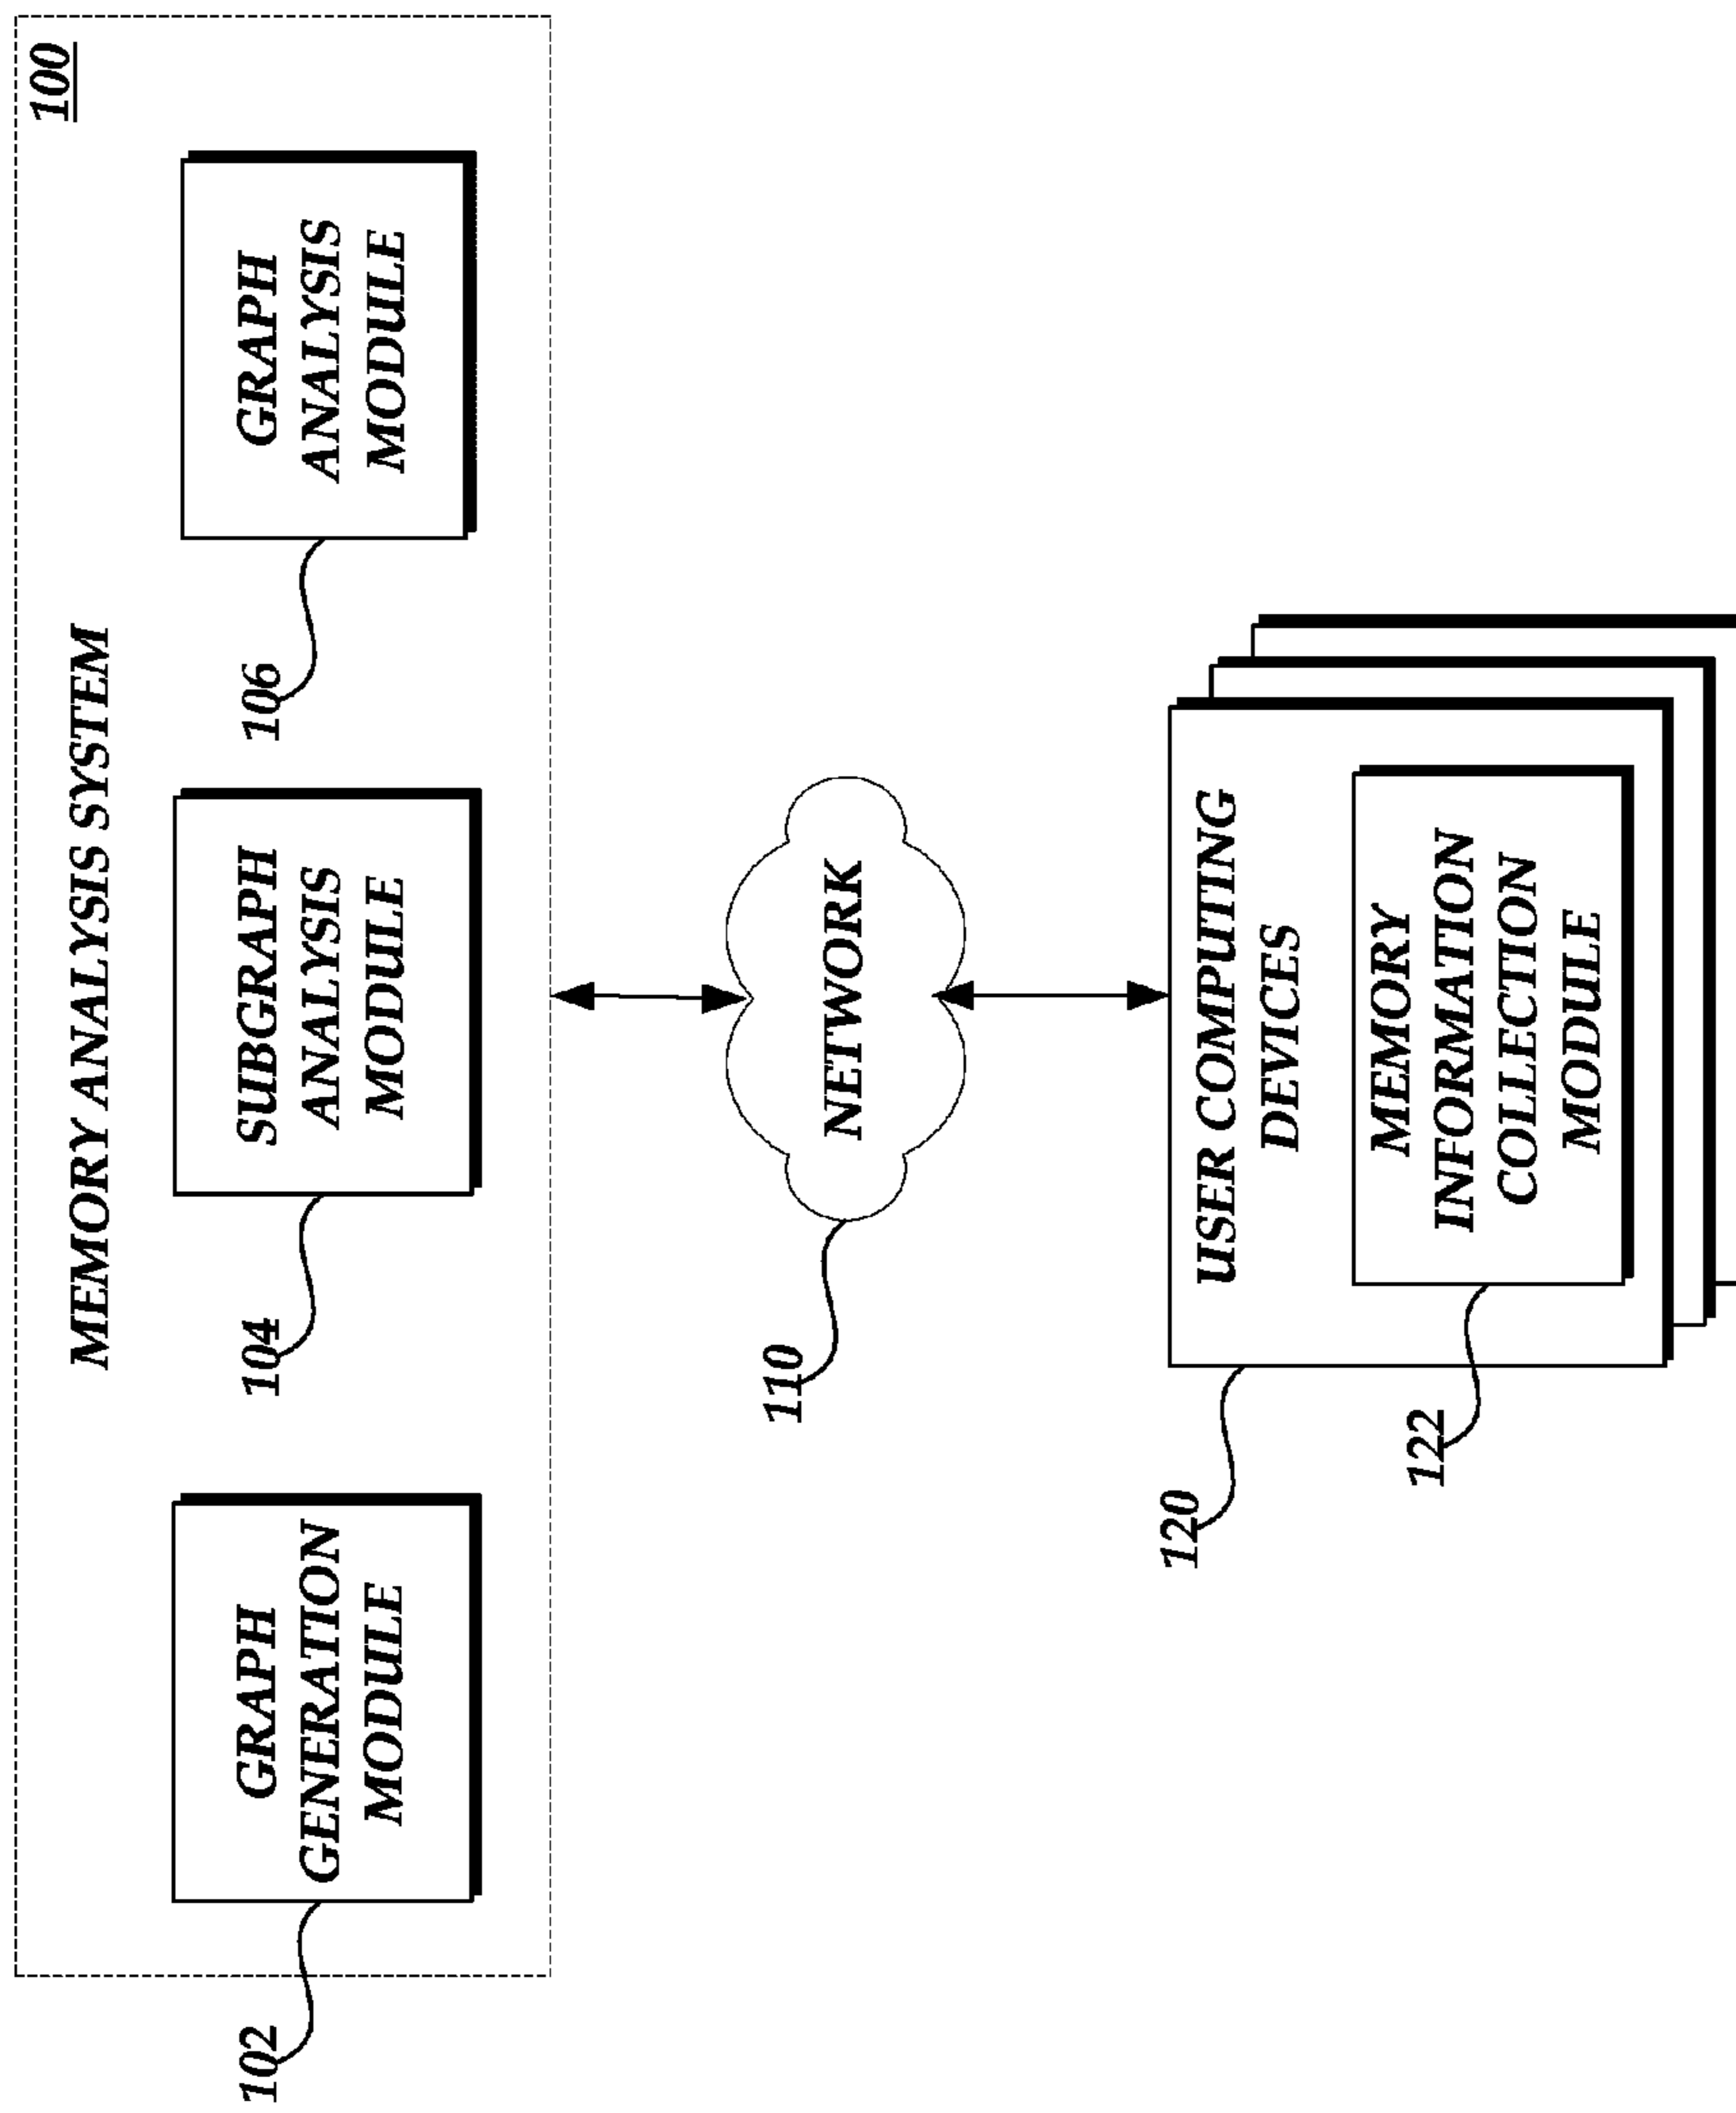 100
MEMORY ANALYSIS SYSTEM
102
GRAPH
GENERATION
MODULE
104
SUBGRAPH
ANALYSIS
MODULE
106
GRAPH
ANALYSIS
MODULE
110
NETWORK
120
USER COMPUTING
DEVICES
122
MEMORY
INFORMATION
COLLECTION
MODULE